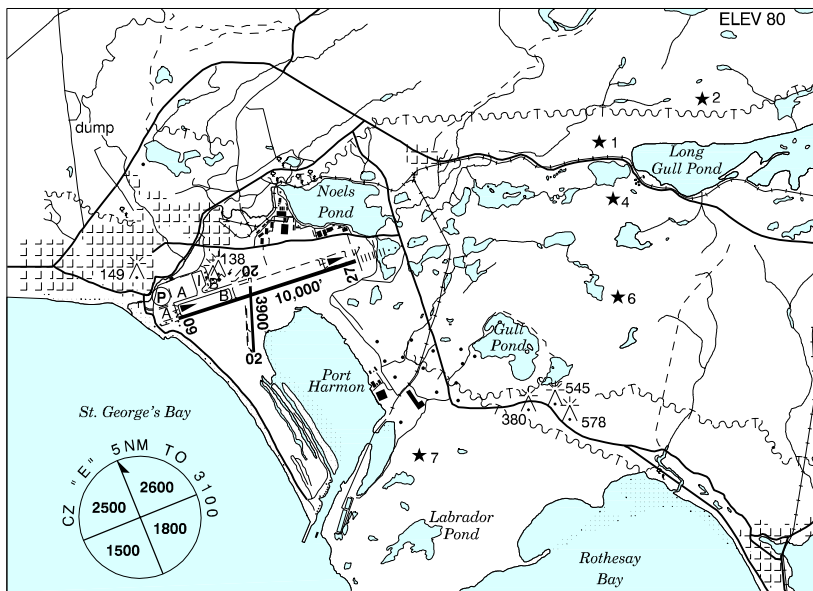 ELEV 80
★2
dump
★1
Long
Gull Pond
Noels
Pond
★4
149
138
A
I
B
20
27
P
A
B
10,000'
3600
09
02
★6
Gull
Ponds
Port
Harmon
545
380
578
St. George's Bay
★7
CZ "E" 5NM TO 3100
2500
2600
1500
1800
Labrador
Pond
Rothesay
Bay